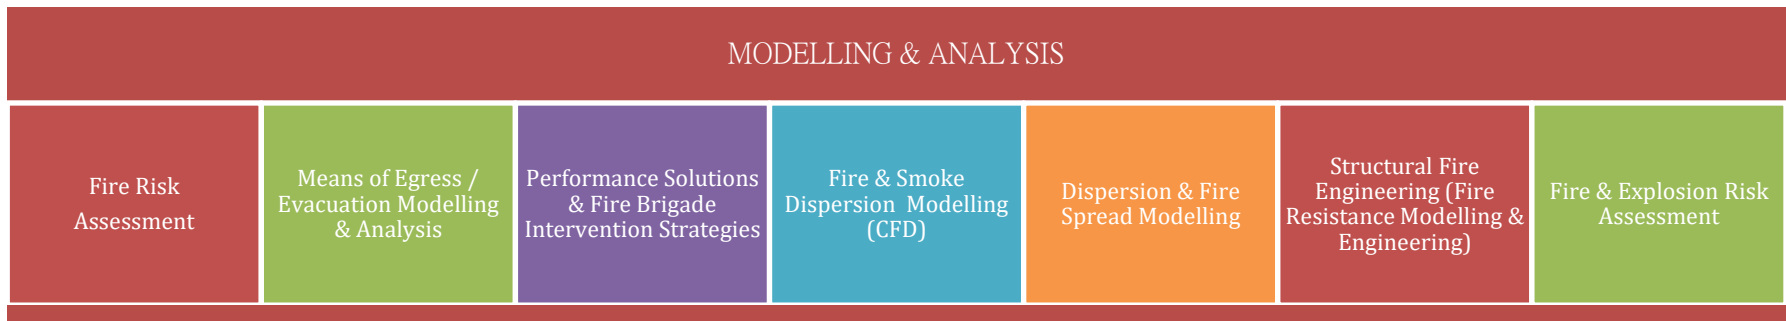 MODELLING & ANALYSIS
Fire Risk
Assessment
Means of Egress /
Evacuation Modelling
& Analysis
Performance Solutions
& Fire Brigade
Intervention Strategies
Fire & Smoke
Dispersion  Modelling
(CFD)
Dispersion & Fire
Spread Modelling
Structural Fire
Engineering (Fire
Resistance Modelling &
Engineering)
Fire & Explosion Risk
Assessment